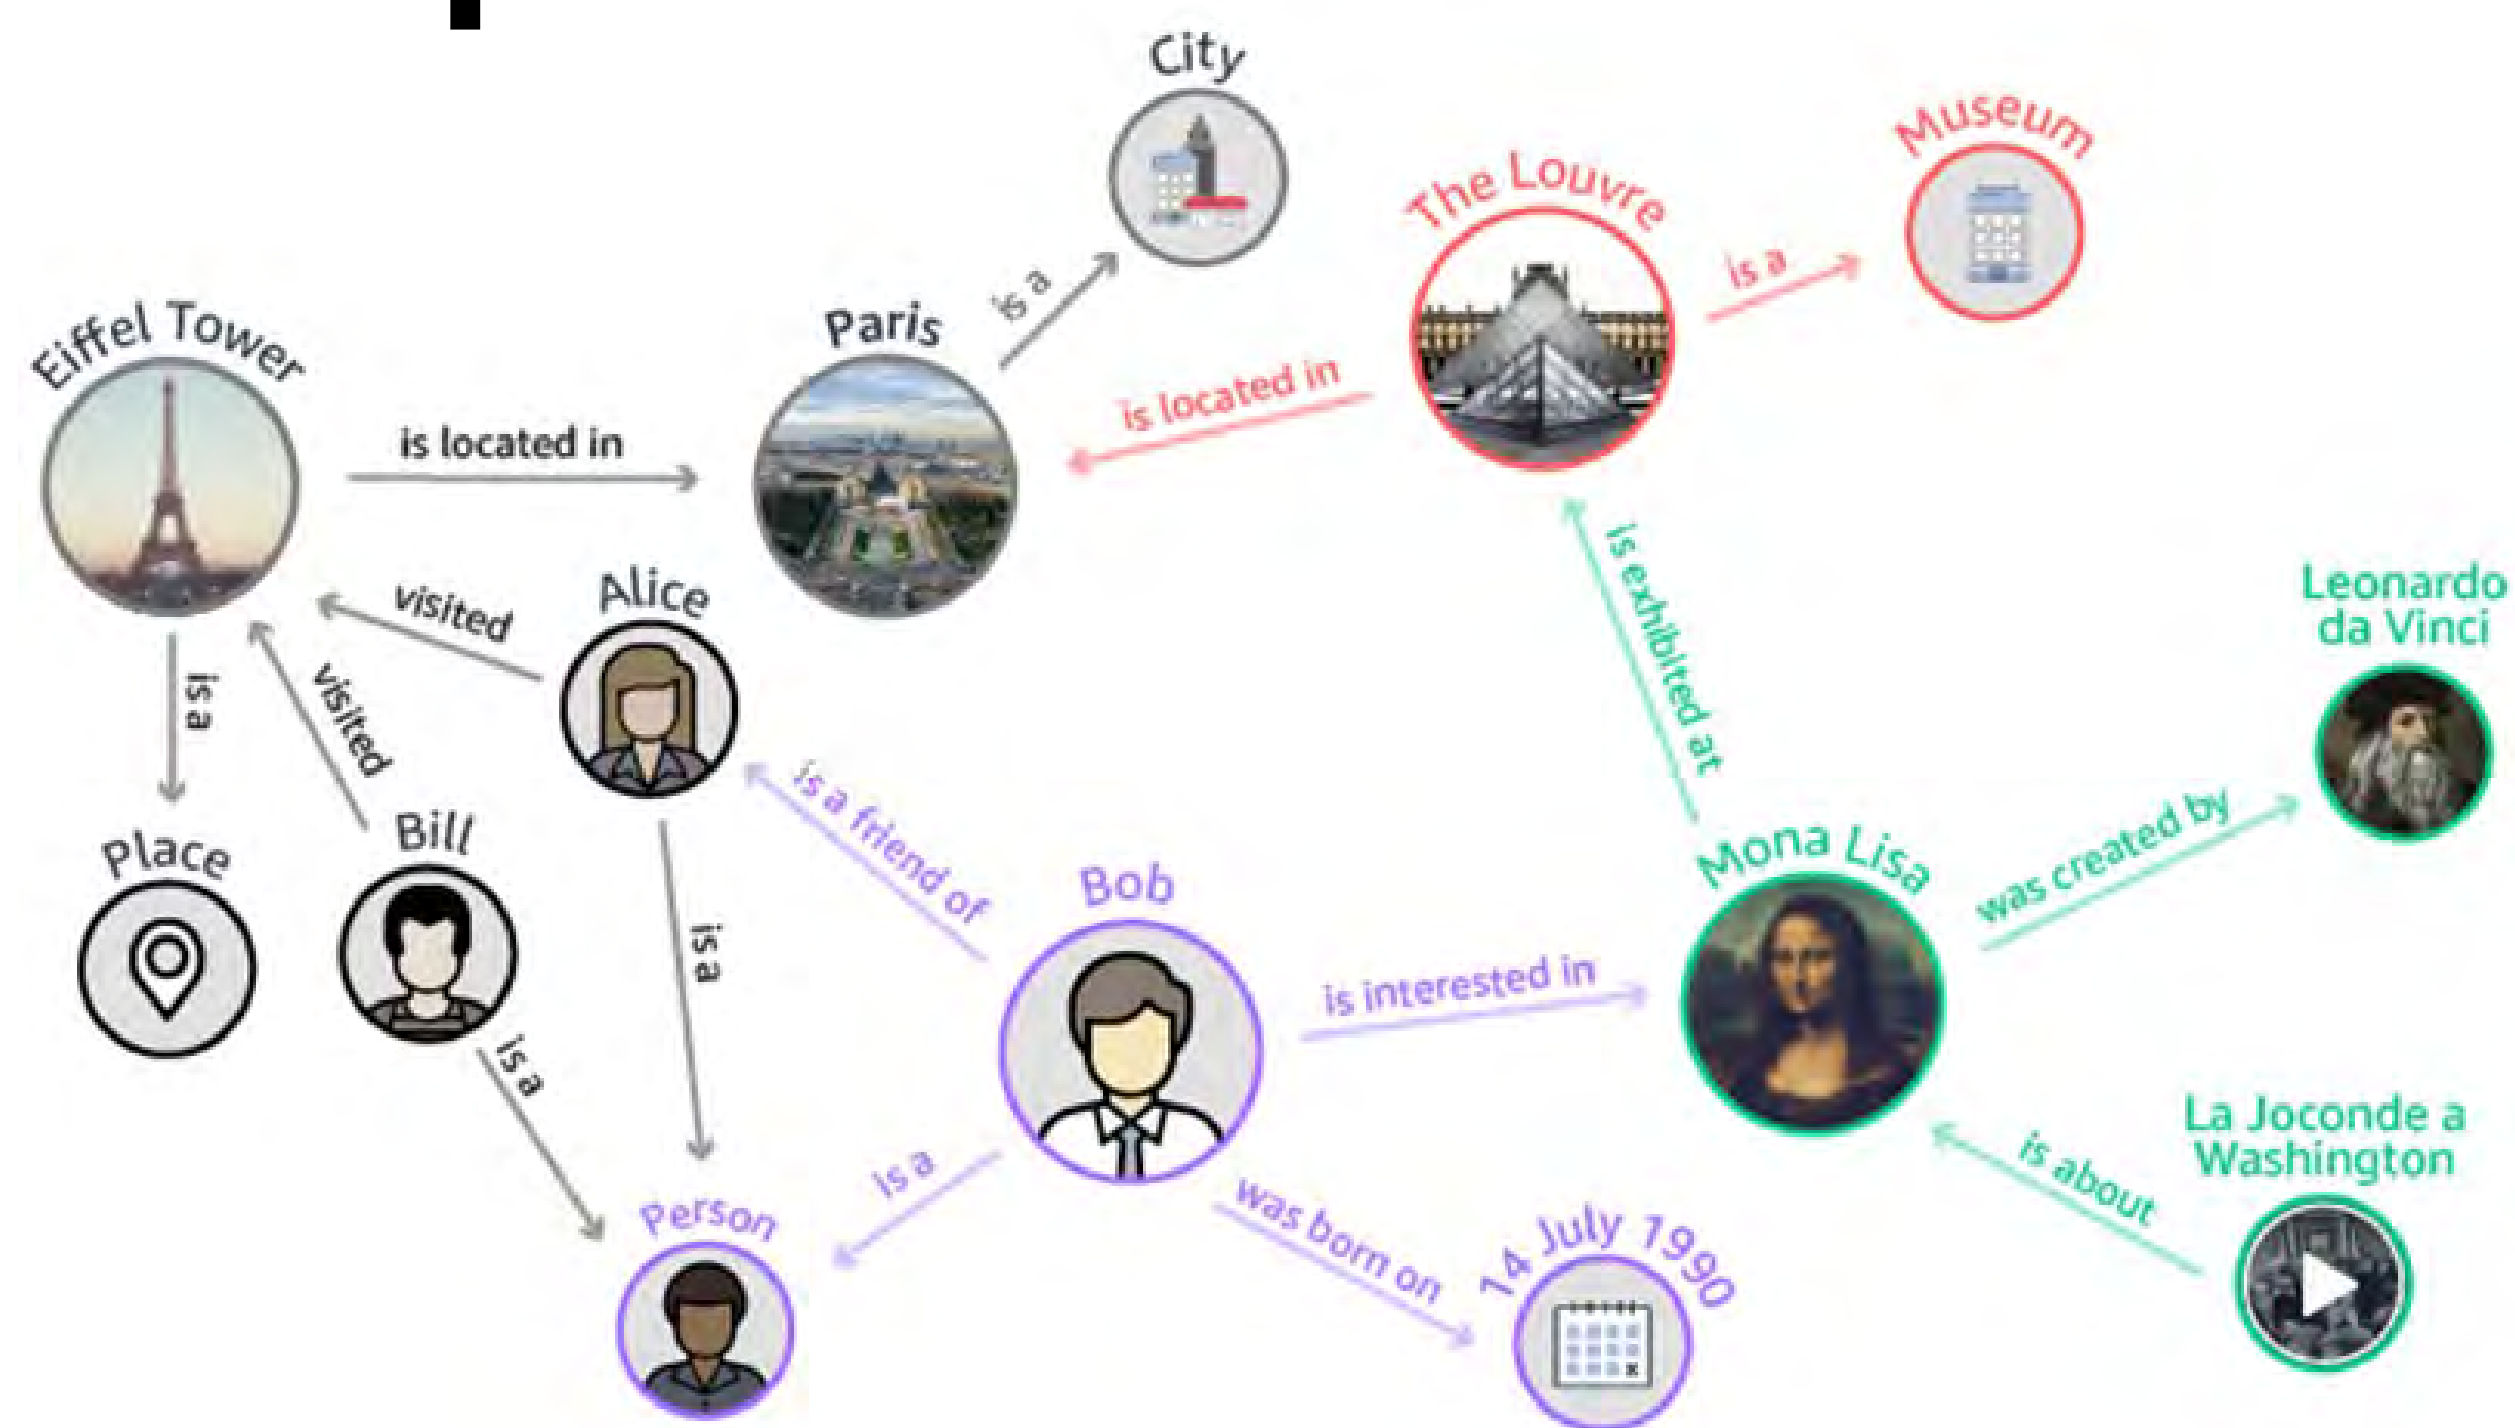 City
Museum
The Louvre
is a
is a
Eiffel Tower
Paris
is located in
is located in
Alice
visited
is exhibited at
Leonardo
da Vinci
is a
visited
is a friend of
Place
Bill
Bob
Mona Lisa
was created by
is a
is interested in
is a
La Joconde a
Washington
is about
is a
Person
was born on
14 July 1990